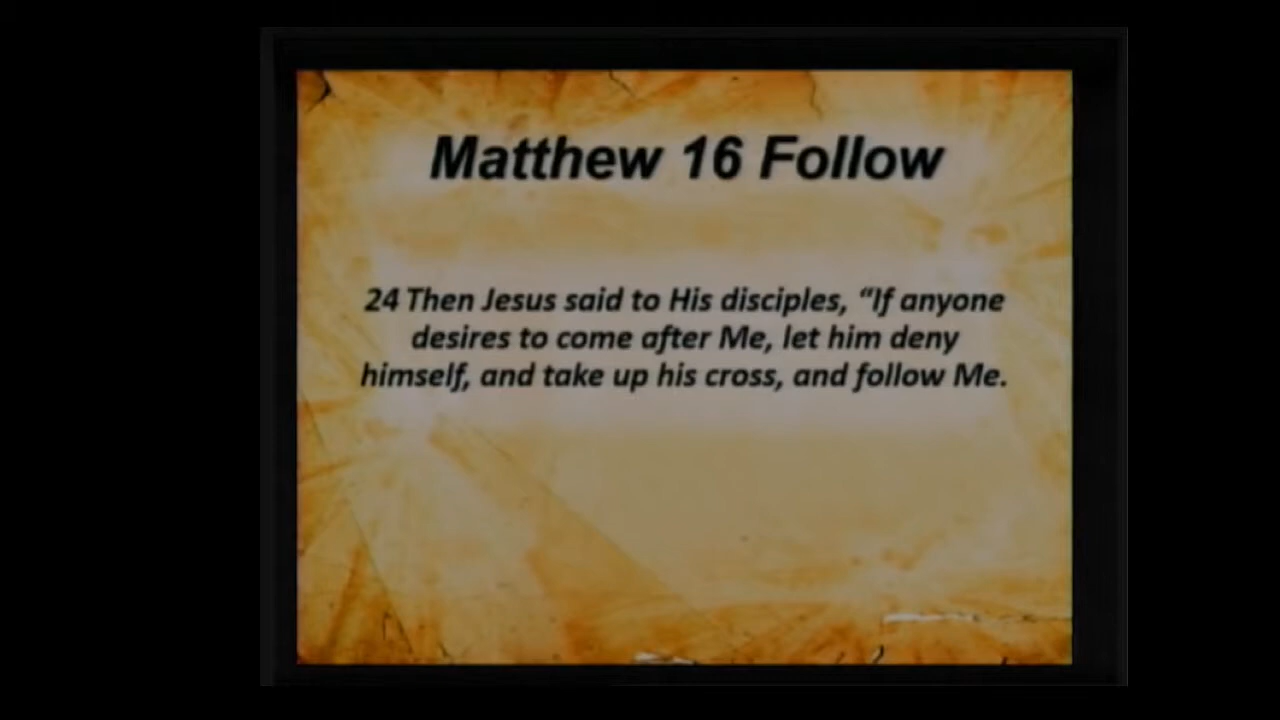 Matthew 16 Follow
24 Then Jesus said to His disciples, “If anyone
desires to come after Me, let him deny
himself, and take up his cross, and follow Me.